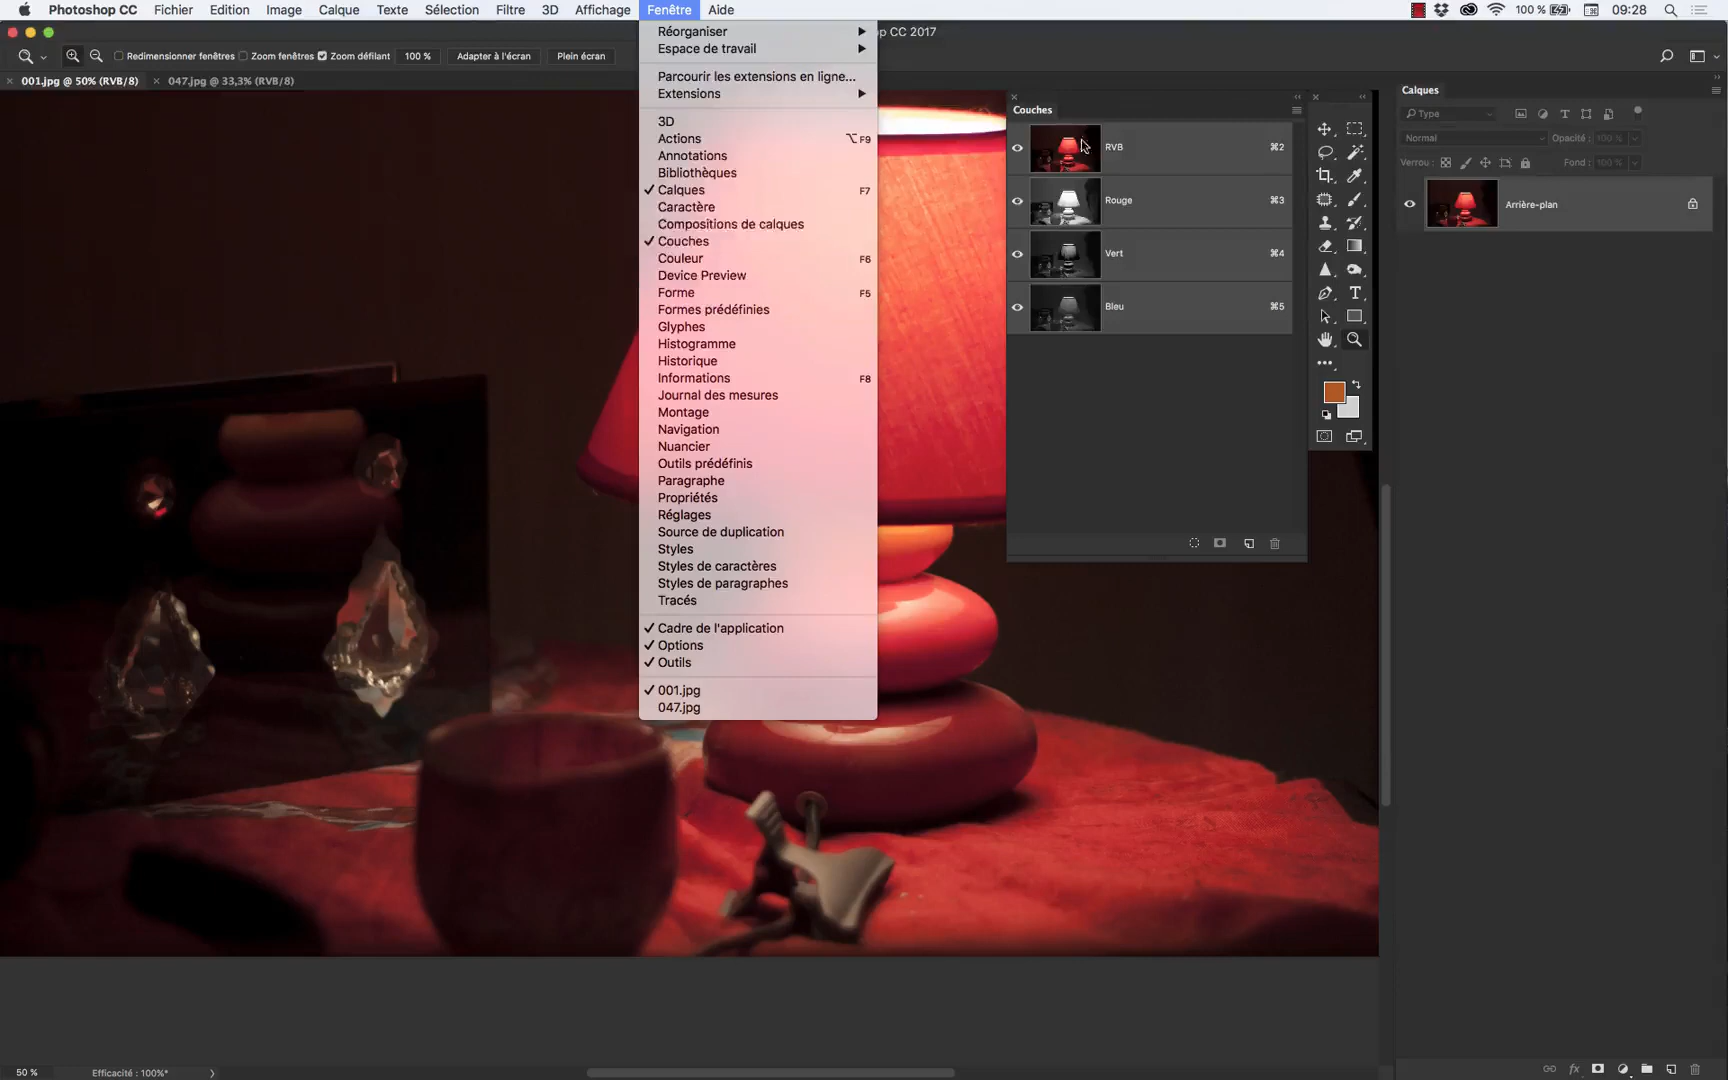 Photoshop CC Fichier Edition Image Calque Texte Sélection Filtre 3D Affichage Fenêtre Aide 100 % 09:28
Redimensionner fenêtres Zoom fenêtres Zoom défilant 100 % Adapter à l'écran Plein écran
op CC 2017
001.jpg @ 50% (RVB/8) 047.jpg @ 33,3% (RVB/8)
Réorganiser
Espace de travail
Parcourir les extensions en ligne...
Extensions
3D
Actions ⌥F9
Annotations
Bibliothèques
Calques F7
Caractère
Compositions de calques
Couches
Couleur F6
Device Preview
Forme F5
Formes prédéfinies
Glyphes
Histogramme
Historique
Informations F8
Journal des mesures
Montage
Navigation
Nuancier
Outils prédéfinis
Paragraphe
Propriétés
Réglages
Source de duplication
Styles
Styles de caractères
Styles de paragraphes
Tracés
Cadre de l'application
Options
Outils
001.jpg
047.jpg
Couches
RVB ⌘2
Rouge ⌘3
Vert ⌘4
Bleu ⌘5
Calques
Type
Normal Opacité : 100 %
Verrou : Fond : 100 %
Arrière-plan
50 % Efficacité : 100%*
fx